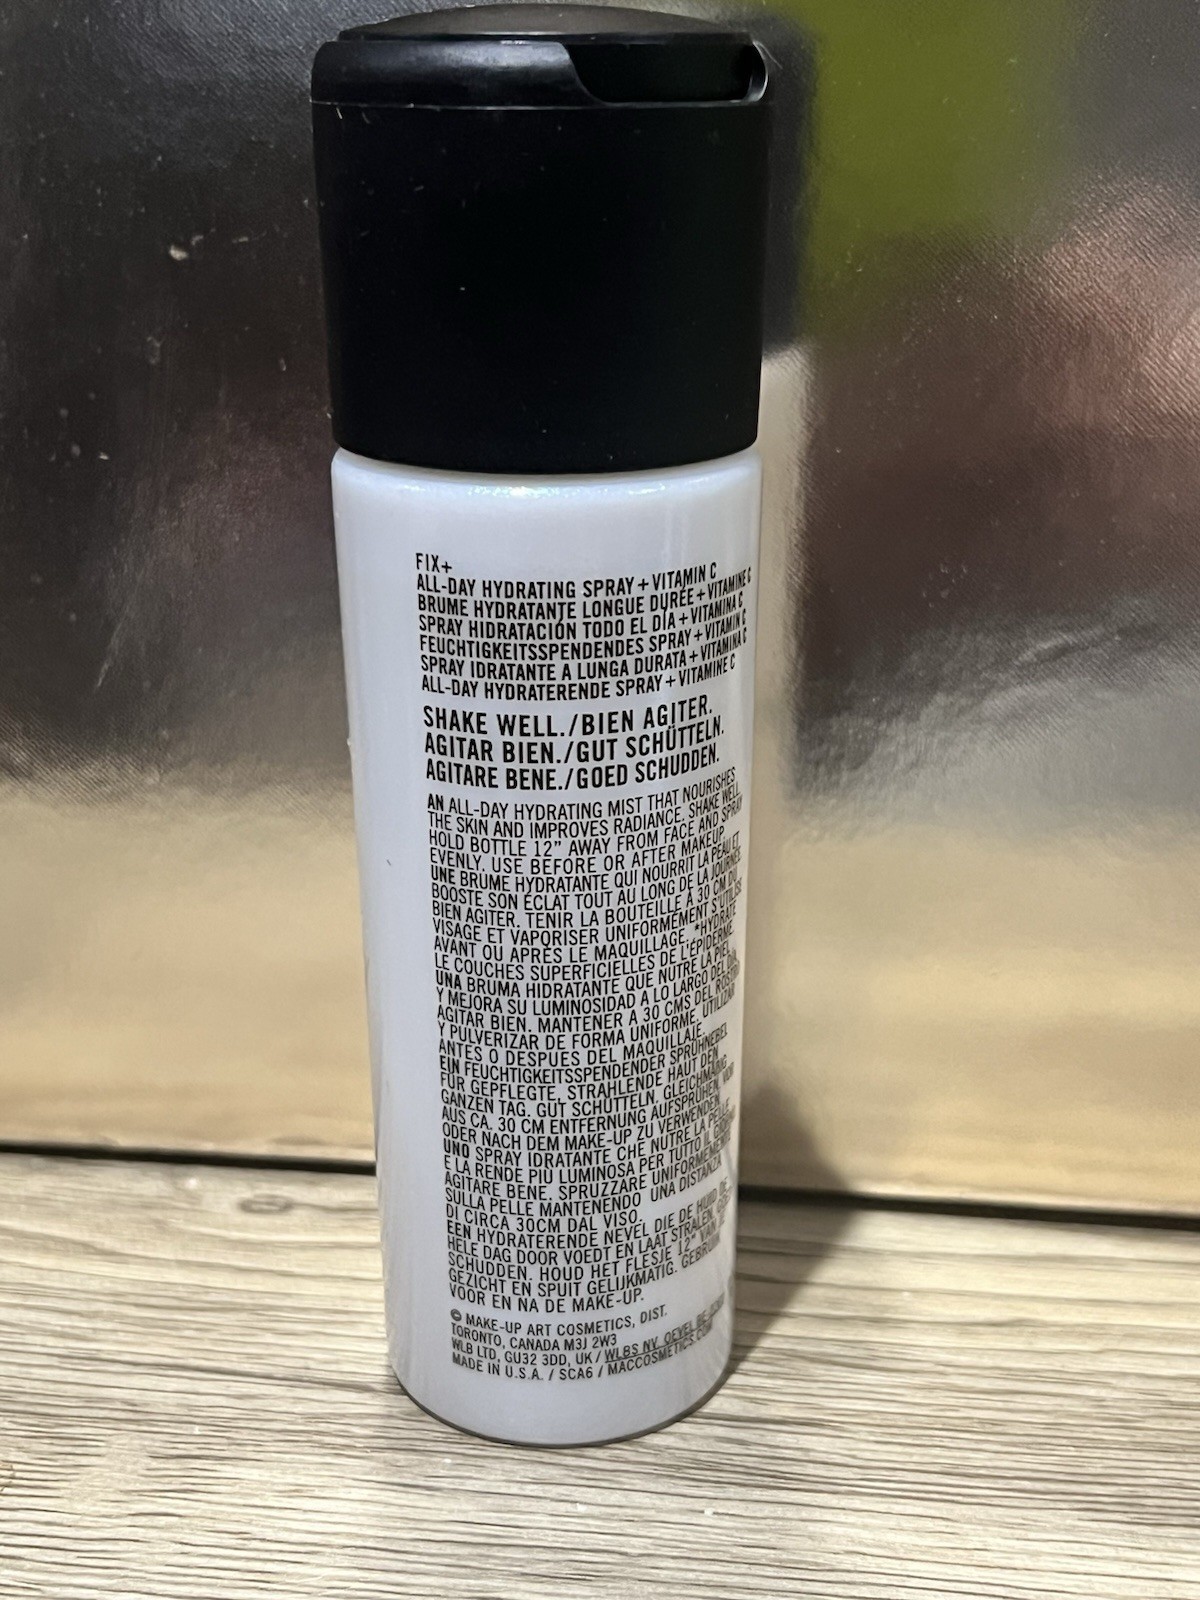 FIX+
ALL-DAY HYDRATING SPRAY + VITAMIN C
BRUME HYDRATANTE LONGUE DURÉE + VITAMINE C
SPRAY HIDRATACIÓN TODO EL DÍA + VITAMINA C
FEUCHTIGKEITSSPENDENDES SPRAY + VITAMIN C
SPRAY IDRATANTE A LUNGA DURATA + VITAMINA C
ALL-DAY HYDRATERENDE SPRAY + VITAMINE C
SHAKE WELL./BIEN AGITER.
AGITAR BIEN./GUT SCHÜTTELN.
AGITARE BENE./GOED SCHUDDEN.
AN ALL-DAY HYDRATING MIST THAT NOURISHES
THE SKIN AND IMPROVES RADIANCE. SHAKE WELL.
HOLD BOTTLE 12" AWAY FROM FACE AND SPRAY
EVENLY. USE BEFORE OR AFTER MAKEUP.
UNE BRUME HYDRATANTE QUI NOURRIT LA PEAU ET
BOOSTE SON ÉCLAT TOUT AU LONG DE LA JOURNÉE.
BIEN AGITER. TENIR LA BOUTEILLE À 30 CM DU
VISAGE ET VAPORISER UNIFORMÉMENT S'UTILISE
AVANT OU APRÈS LE MAQUILLAGE. *HYDRATE
LE COUCHES SUPERFICIELLES DE L'ÉPIDERME.
UNA BRUMA HIDRATANTE QUE NUTRE LA PIEL
Y MEJORA SU LUMINOSIDAD A LO LARGO DEL DÍA.
AGITAR BIEN. MANTENER A 30 CMS DEL ROSTRO
Y PULVERIZAR DE FORMA UNIFORME. UTILIZAR
ANTES O DESPUES DEL MAQUILLAJE.
EIN FEUCHTIGKEITSSPENDENDER SPRÜHNEBEL
FÜR GEPFLEGTE, STRAHLENDE HAUT DEN
GANZEN TAG. GUT SCHÜTTELN. GLEICHMÄßIG
AUS CA. 30 CM ENTFERNUNG AUFSPRÜHEN. VOR
ODER NACH DEM MAKE-UP ZU VERWENDEN.
UNO SPRAY IDRATANTE CHE NUTRE LA PELLE
E LA RENDE PIU LUMINOSA PER TUTTO IL GIORNO
AGITARE BENE. SPRUZZARE UNIFORMEMENTE
SULLA PELLE MANTENENDO UNA DISTANZA
DI CIRCA 30CM DAL VISO.
EEN HYDRATERENDE NEVEL DIE DE HUID DE
HELE DAG DOOR VOEDT EN LAAT STRALEN.
SCHUDDEN. HOUD HET FLESJE 12" VAN JE
GEZICHT EN SPUIT GELIJKMATIG. GEBRUIK
VOOR EN NA DE MAKE-UP.
© MAKE-UP ART COSMETICS, DIST.
TORONTO, CANADA M3J 2W3
WLB LTD, GU32 3DD, UK / WLBS NV, OEVEL
MADE IN U.S.A. / SCA6 / MACCOSMETICS.COM